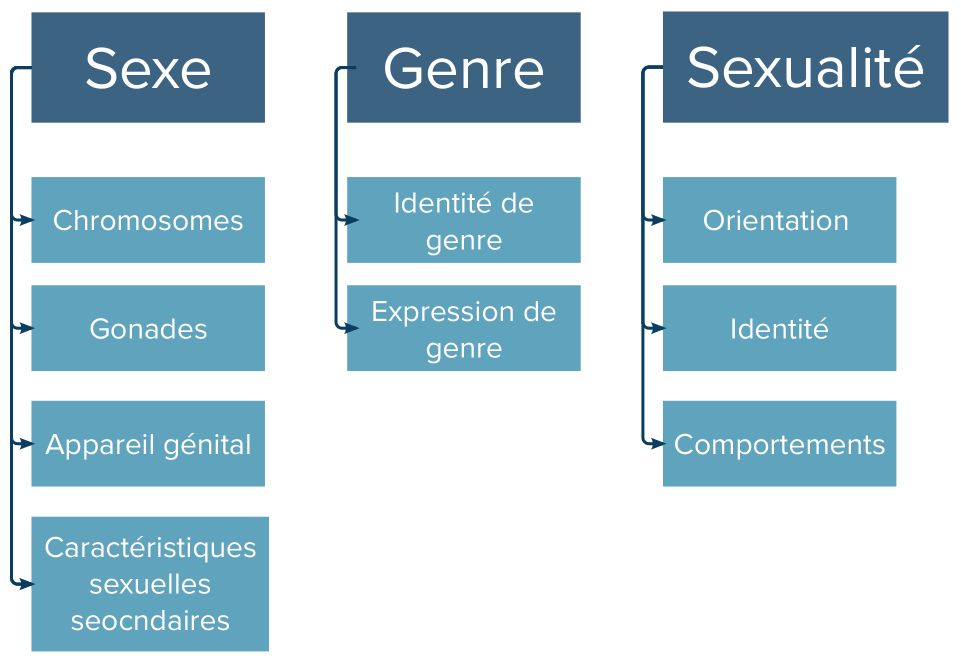 Sexe
Chromosomes
Gonades
Appareil génital
Caractéristiques
sexuelles
seocndaires
Genre
Identité de
genre
Expression de
genre
Sexualité
Orientation
Identité
Comportements